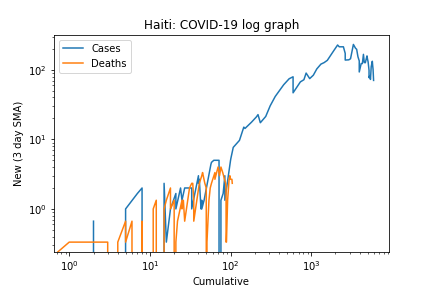 Haiti: COVID-19 log graph
Cases
Deaths
New (3 day SMA)
10²
10¹
10⁰
10⁰ 10¹ 10² 10³
Cumulative